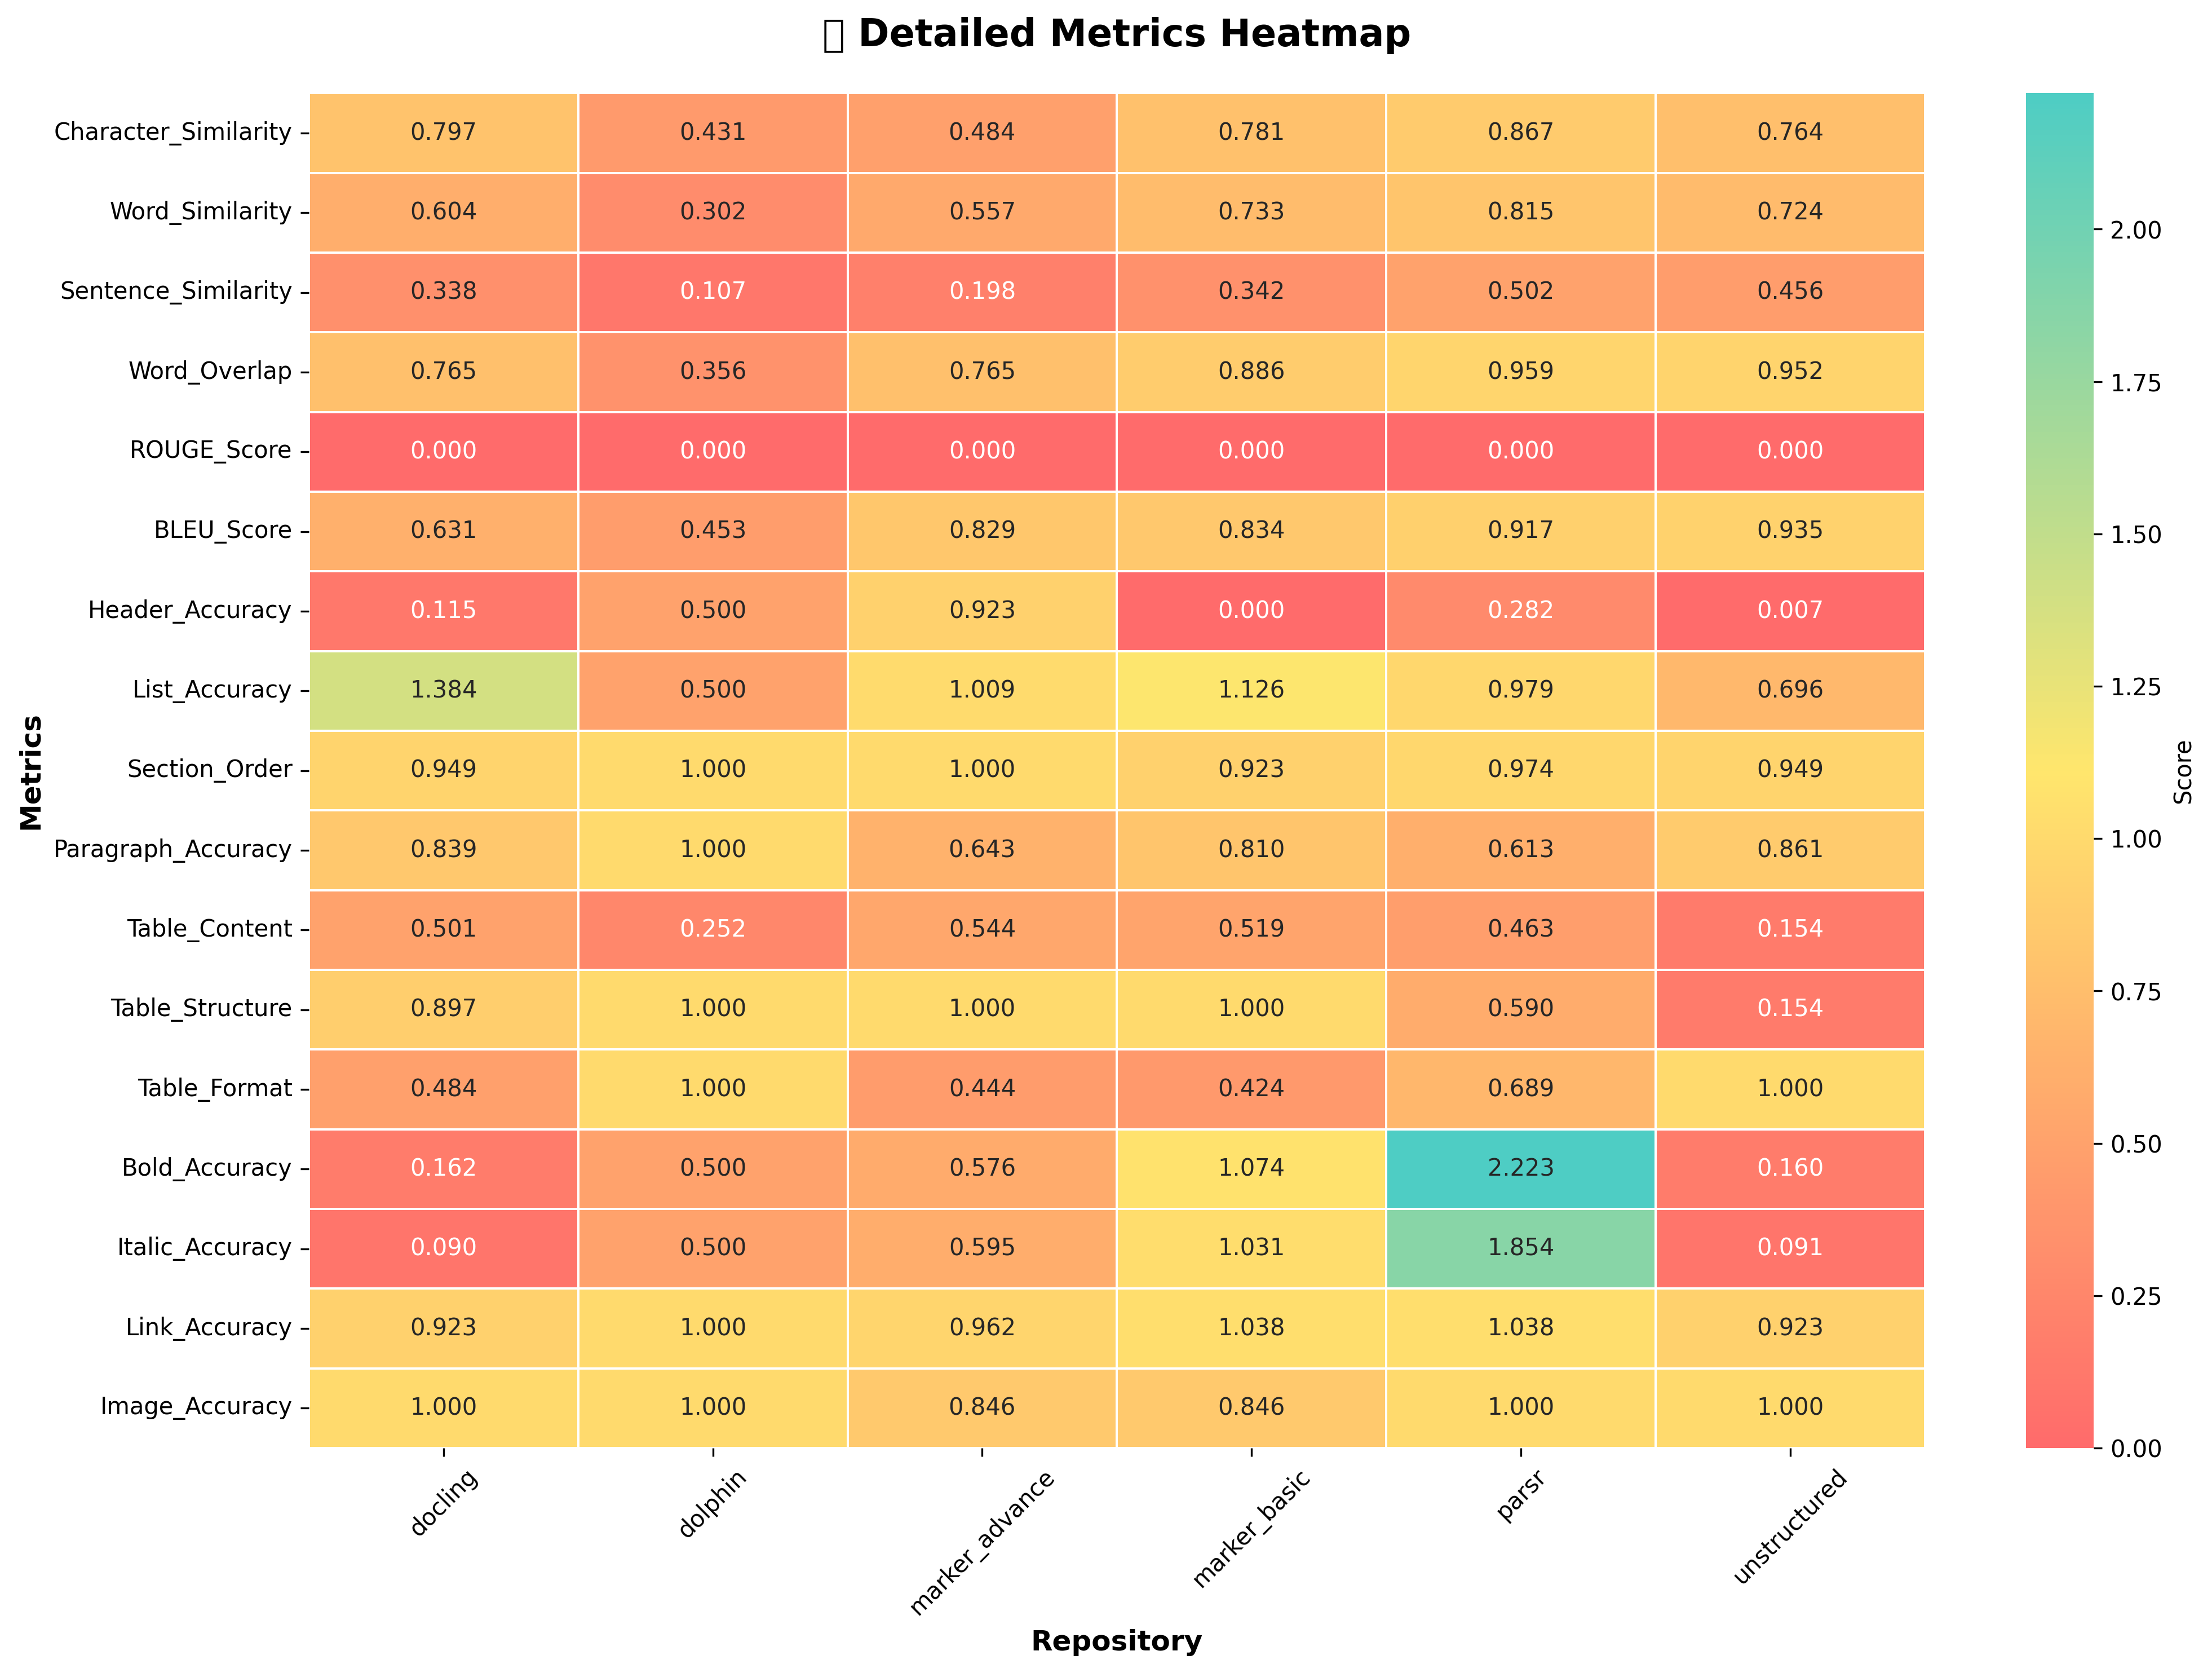 Detailed Metrics Heatmap
Character_Similarity 0.797 0.431 0.484 0.781 0.867 0.764
Word_Similarity 0.604 0.302 0.557 0.733 0.815 0.724
Sentence_Similarity 0.338 0.107 0.198 0.342 0.502 0.456
Word_Overlap 0.765 0.356 0.765 0.886 0.959 0.952
ROUGE_Score 0.000 0.000 0.000 0.000 0.000 0.000
BLEU_Score 0.631 0.453 0.829 0.834 0.917 0.935
Header_Accuracy 0.115 0.500 0.923 0.000 0.282 0.007
List_Accuracy 1.384 0.500 1.009 1.126 0.979 0.696
Section_Order 0.949 1.000 1.000 0.923 0.974 0.949
Paragraph_Accuracy 0.839 1.000 0.643 0.810 0.613 0.861
Table_Content 0.501 0.252 0.544 0.519 0.463 0.154
Table_Structure 0.897 1.000 1.000 1.000 0.590 0.154
Table_Format 0.484 1.000 0.444 0.424 0.689 1.000
Bold_Accuracy 0.162 0.500 0.576 1.074 2.223 0.160
Italic_Accuracy 0.090 0.500 0.595 1.031 1.854 0.091
Link_Accuracy 0.923 1.000 0.962 1.038 1.038 0.923
Image_Accuracy 1.000 1.000 0.846 0.846 1.000 1.000
docling dolphin marker_advance marker_basic parsr unstructured
Repository
Metrics
2.00
1.75
1.50
1.25
1.00
0.75
0.50
0.25
0.00
Score